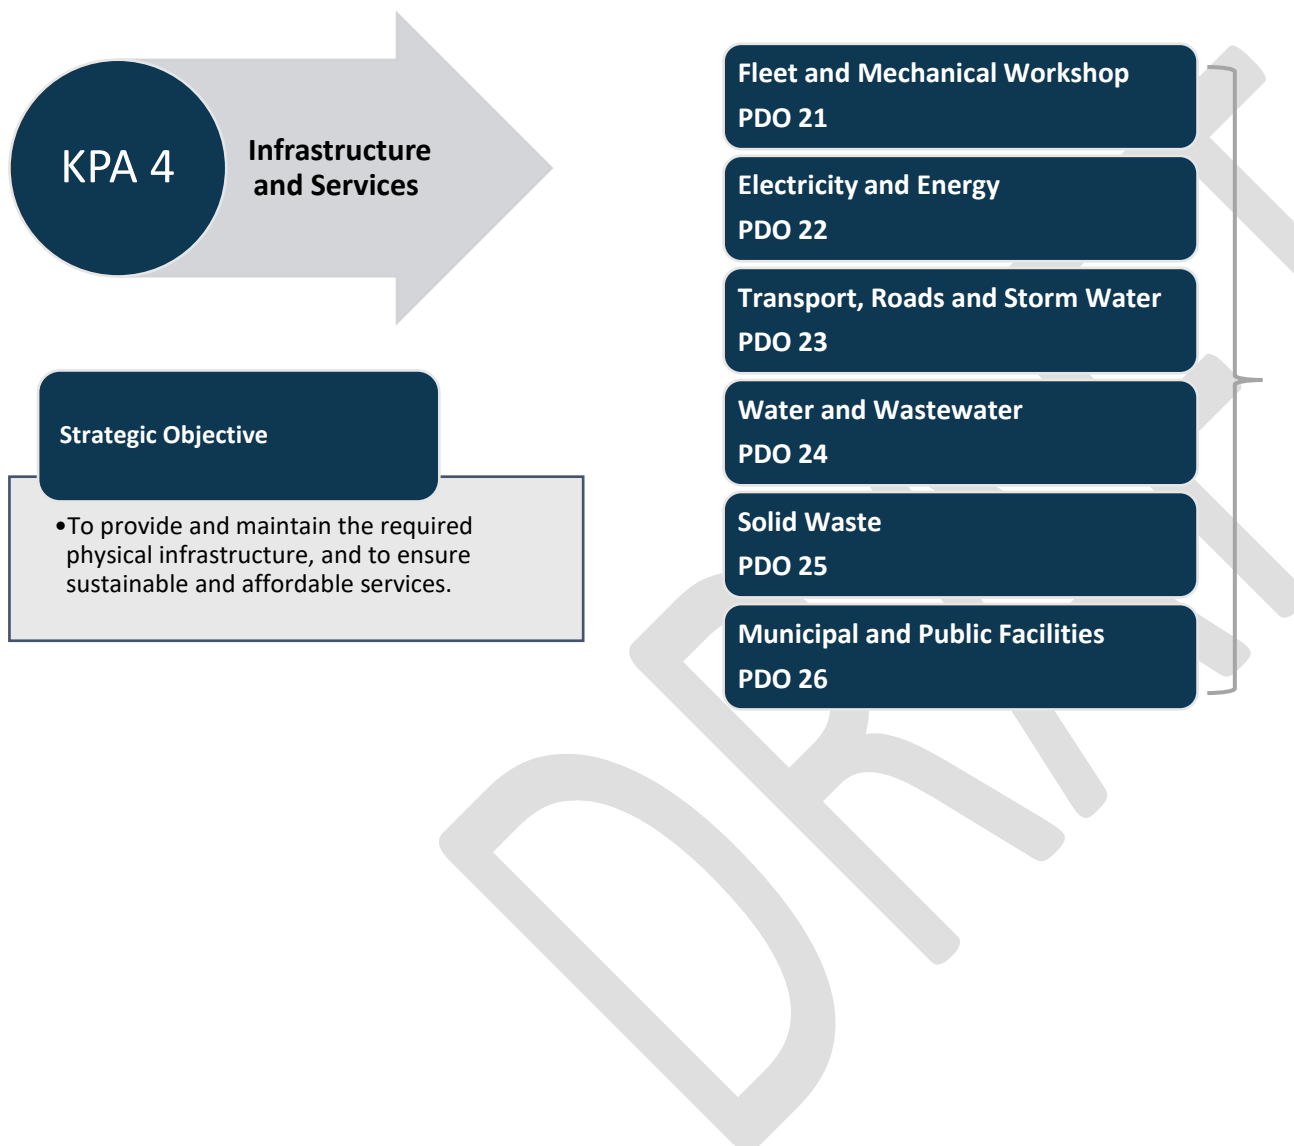 KPA 4
Infrastructure
and Services
Strategic Objective
•To provide and maintain the required
physical infrastructure, and to ensure
sustainable and affordable services.
Fleet and Mechanical Workshop
PDO 21
Electricity and Energy
PDO 22
Transport, Roads and Storm Water
PDO 23
Water and Wastewater
PDO 24
Solid Waste
PDO 25
Municipal and Public Facilities
PDO 26
DRAFT